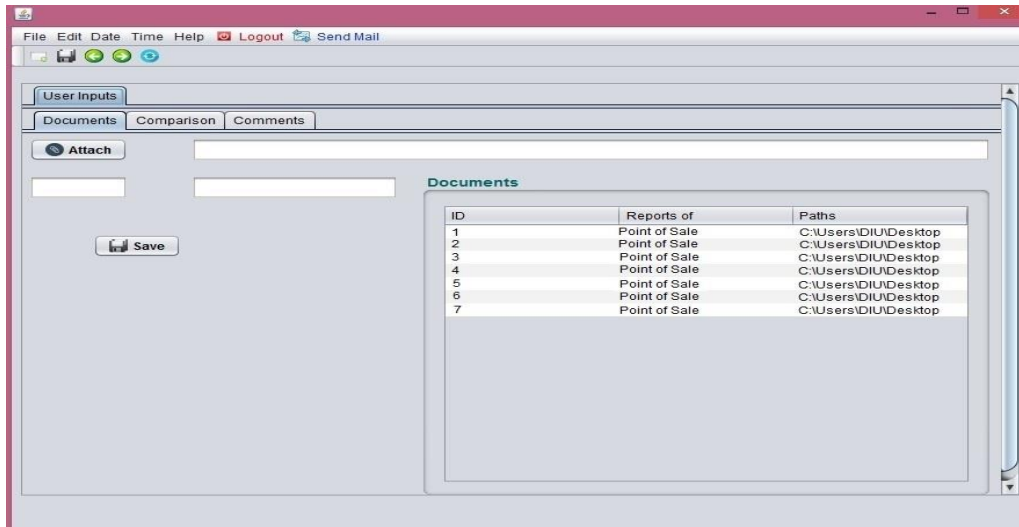 File Edit Date Time Help Logout Send Mail
User Inputs
Documents Comparison Comments
Attach
Documents
ID Reports of Paths
1 Point of Sale C:\Users\DIU\Desktop
2 Point of Sale C:\Users\DIU\Desktop
3 Point of Sale C:\Users\DIU\Desktop
4 Point of Sale C:\Users\DIU\Desktop
5 Point of Sale C:\Users\DIU\Desktop
6 Point of Sale C:\Users\DIU\Desktop
7 Point of Sale C:\Users\DIU\Desktop
Save